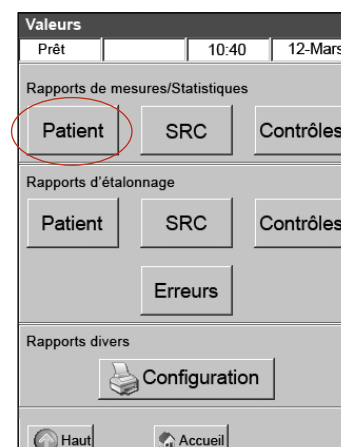 Valeurs
Prêt 10:40 12-Mars
Rapports de mesures/Statistiques
Patient SRC Contrôles
Rapports d'étalonnage
Patient SRC Contrôles
Erreurs
Rapports divers
Configuration
Haut Accueil